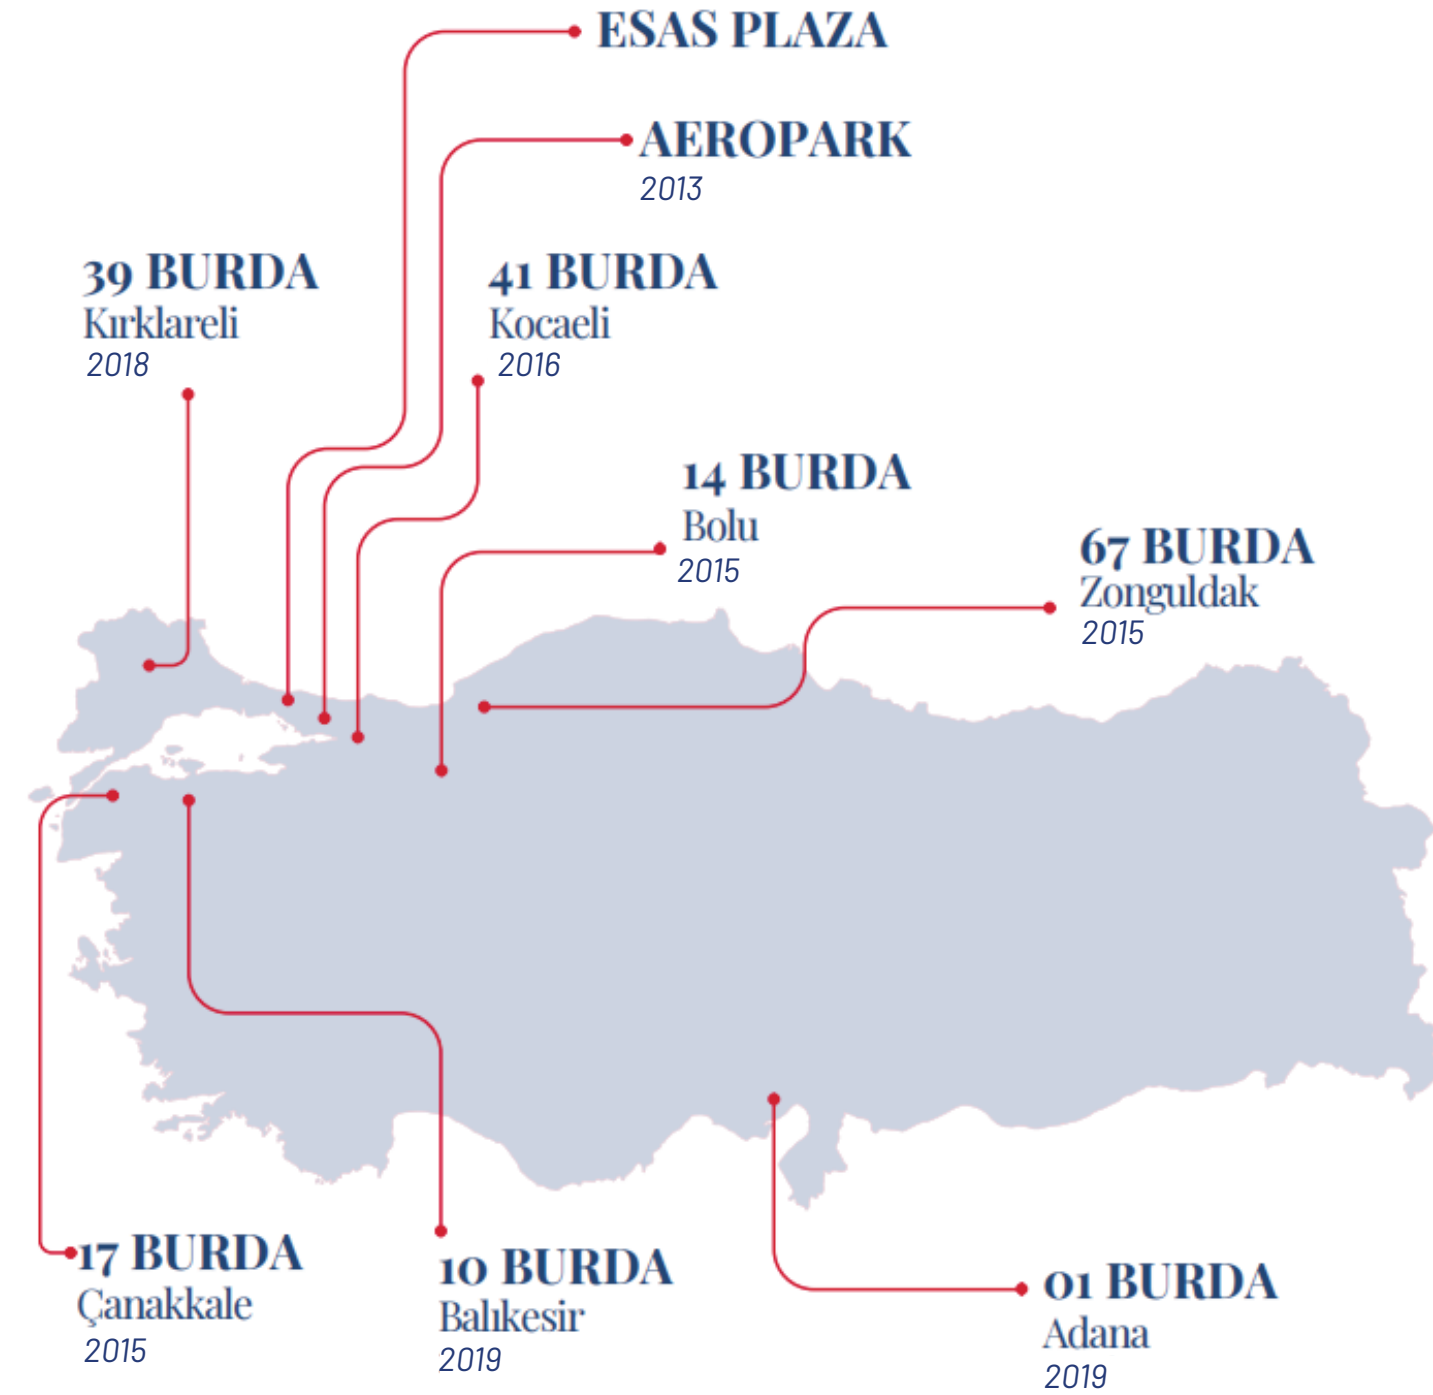 ESAS PLAZA
AEROPARK
2013
39 BURDA
Kırklareli
2018
41 BURDA
Kocaeli
2016
14 BURDA
Bolu
2015
67 BURDA
Zonguldak
2015
17 BURDA
Çanakkale
2015
10 BURDA
Balıkesir
2019
01 BURDA
Adana
2019